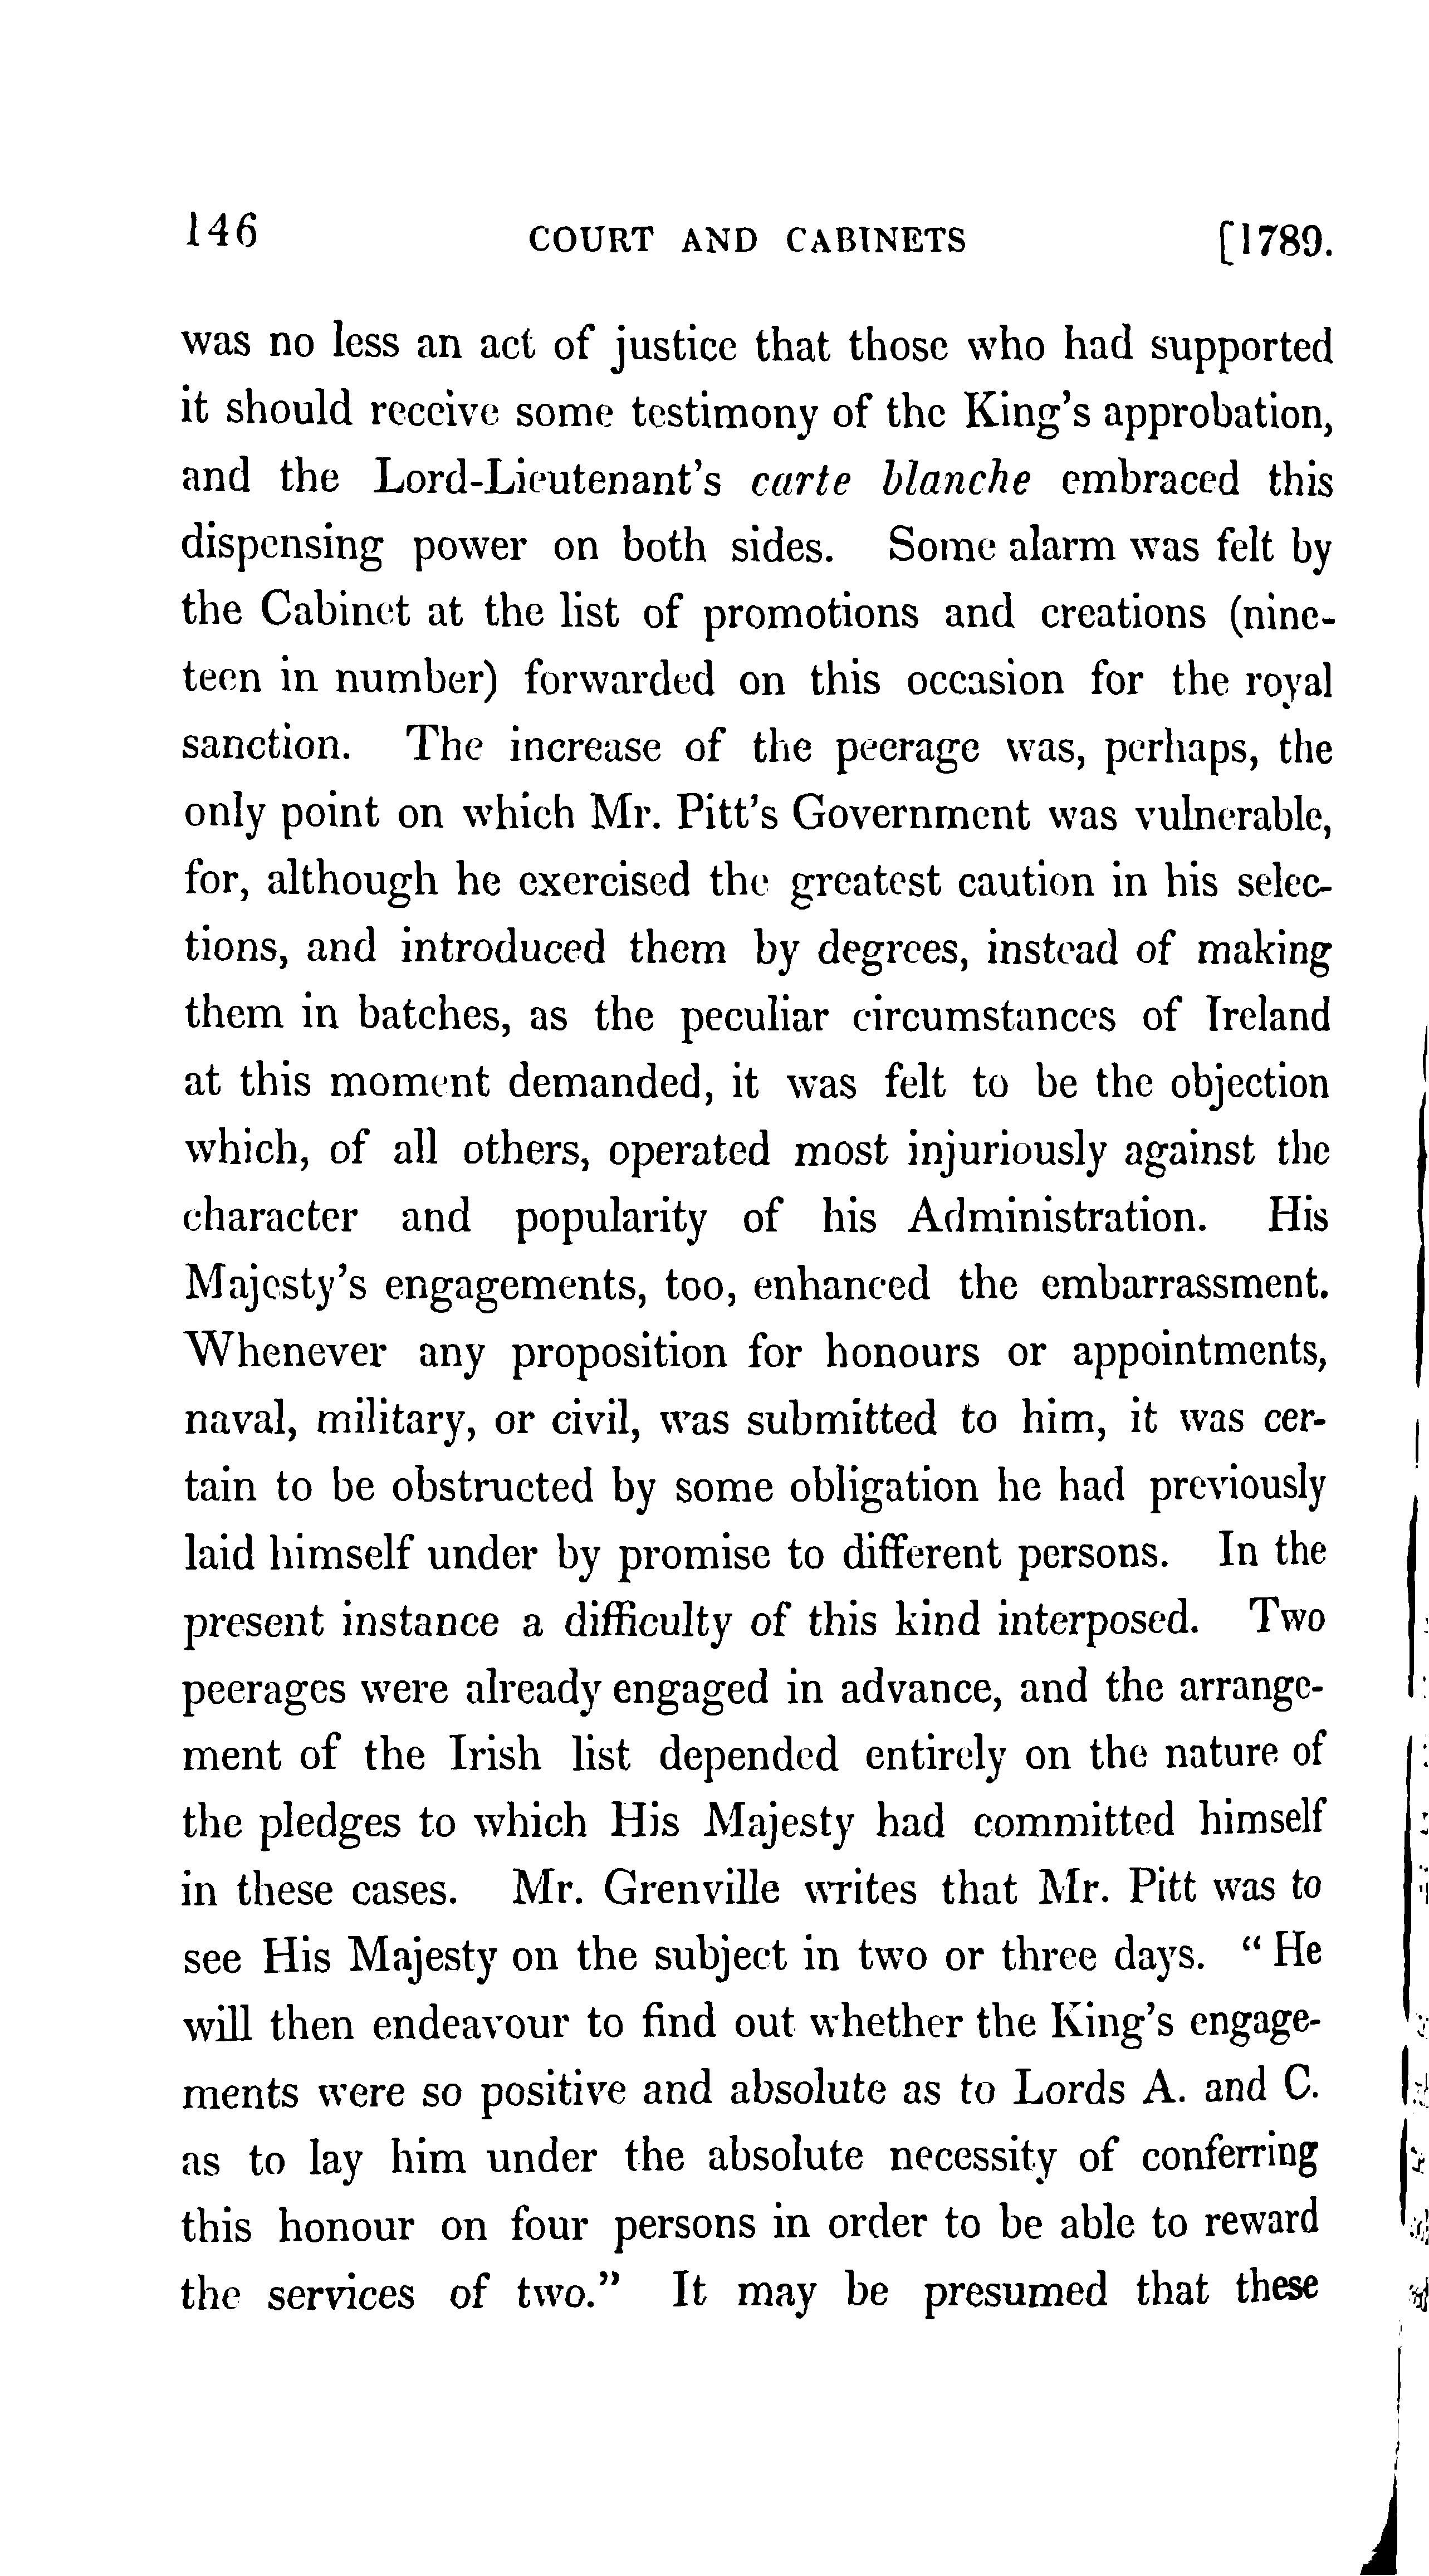 146 COURT AND CABINETS [1789.
was no less an act of justice that those who had supported
it should receive some testimony of the King's approbation,
and the Lord-Lieutenant's carte blanche embraced this
dispensing power on both sides. Some alarm was felt by
the Cabinet at the list of promotions and creations (nine-
teen in number) forwarded on this occasion for the royal
sanction. The increase of the peerage was, perhaps, the
only point on which Mr. Pitt's Government was vulnerable,
for, although he exercised the greatest caution in his selec-
tions, and introduced them by degrees, instead of making
them in batches, as the peculiar circumstances of Ireland
at this moment demanded, it was felt to be the objection
which, of all others, operated most injuriously against the
character and popularity of his Administration. His
Majesty's engagements, too, enhanced the embarrassment.
Whenever any proposition for honours or appointments,
naval, military, or civil, was submitted to him, it was cer-
tain to be obstructed by some obligation he had previously
laid himself under by promise to different persons. In the
present instance a difficulty of this kind interposed. Two
peerages were already engaged in advance, and the arrange-
ment of the Irish list depended entirely on the nature of
the pledges to which His Majesty had committed himself
in these cases. Mr. Grenville writes that Mr. Pitt was to
see His Majesty on the subject in two or three days. "He
will then endeavour to find out whether the King's engage-
ments were so positive and absolute as to Lords A. and C.
as to lay him under the absolute necessity of conferring
this honour on four persons in order to be able to reward
the services of two." It may be presumed that these